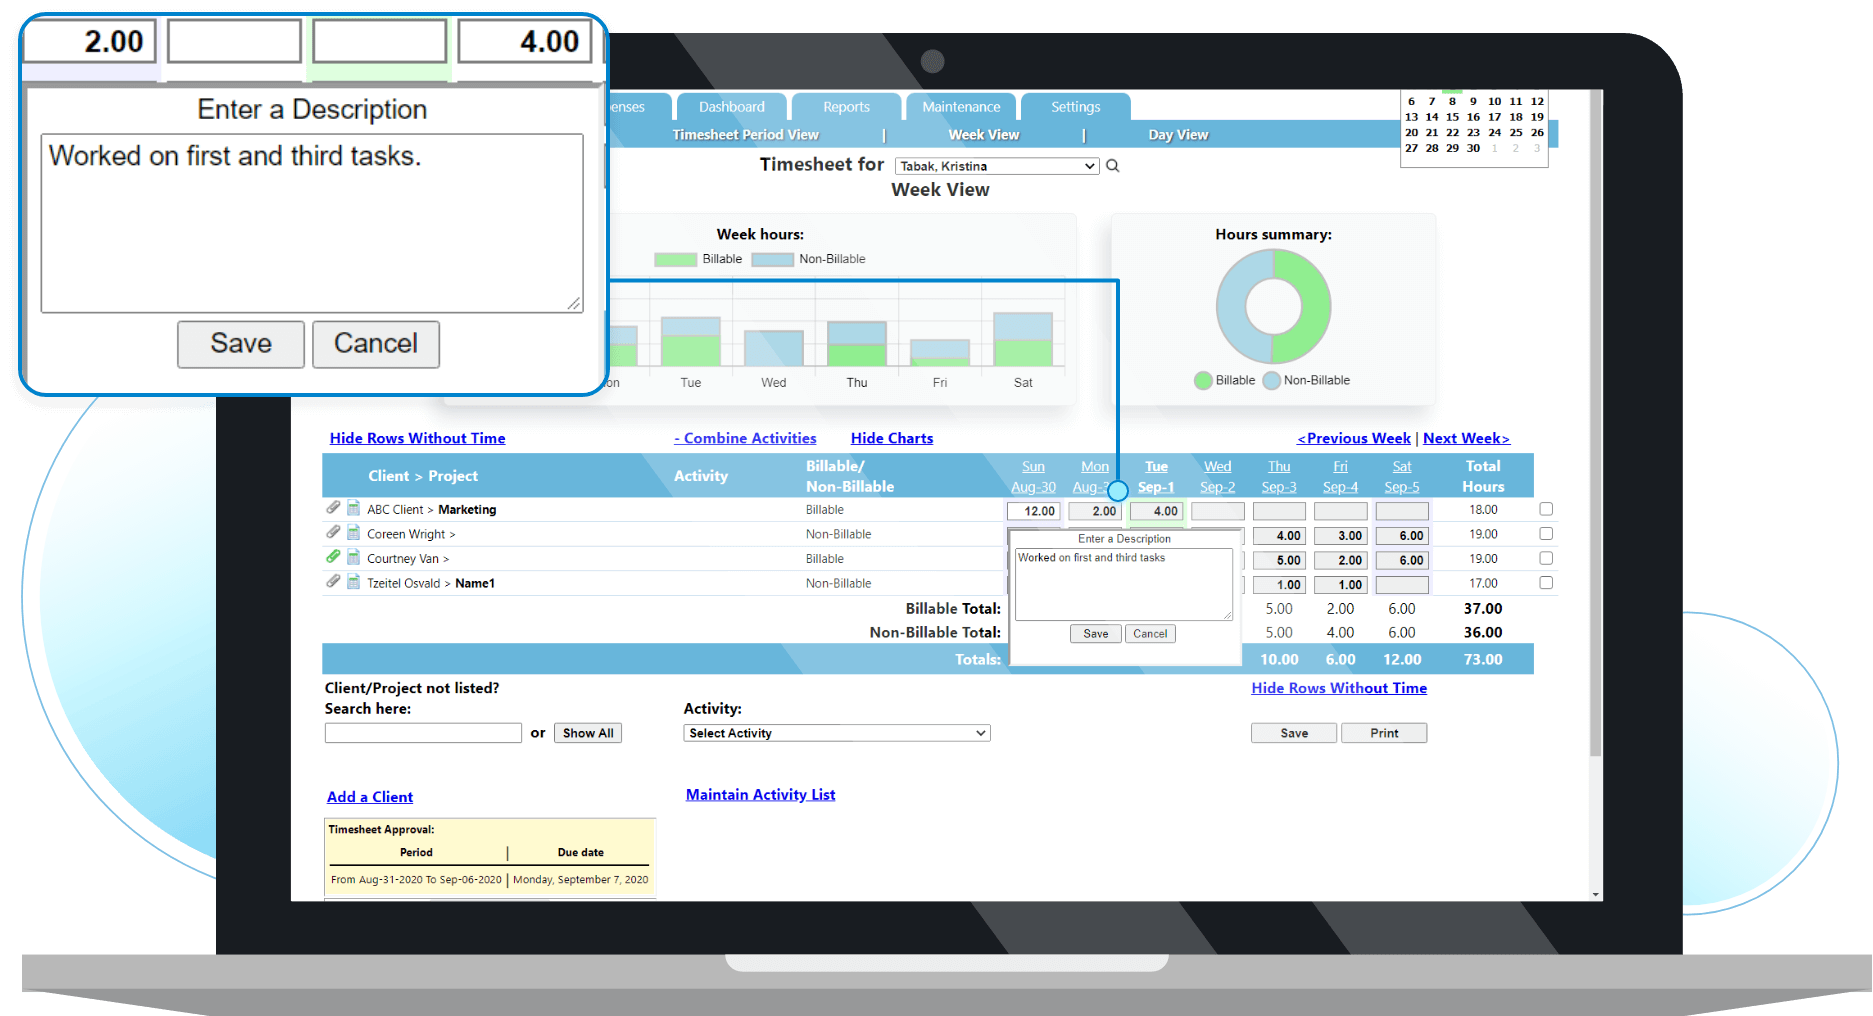 2.00 4.00
Enter a Description
Worked on first and third tasks.
Save Cancel
enses Dashboard Reports Maintenance Settings
Timesheet Period View | Week View | Day View
6 7 8 9 10 11 12
13 14 15 16 17 18 19
20 21 22 23 24 25 26
27 28 29 30 1 2 3
Timesheet for Tabak, Kristina
Week View
Week hours:
Billable Non-Billable
on Tue Wed Thu Fri Sat
Hours summary:
Billable Non-Billable
Hide Rows Without Time - Combine Activities Hide Charts <Previous Week | Next Week>
Client > Project Activity Billable/
Non-Billable
Sun Mon Tue Wed Thu Fri Sat Total
Aug-30 Aug-3 Sep-1 Sep-2 Sep-3 Sep-4 Sep-5 Hours
ABC Client > Marketing Billable 12.00 2.00 4.00 18.00
Coreen Wright > Non-Billable 4.00 3.00 6.00 19.00
Courtney Van > Billable 5.00 2.00 6.00 19.00
Tzeitel Osvald > Name1 Non-Billable 1.00 1.00 17.00
Enter a Description
Worked on first and third tasks
Save Cancel
Billable Total: 5.00 2.00 6.00 37.00
Non-Billable Total: 5.00 4.00 6.00 36.00
Totals: 10.00 6.00 12.00 73.00
Client/Project not listed? Hide Rows Without Time
Search here: Activity:
or Show All Select Activity Save Print
Add a Client Maintain Activity List
Timesheet Approval:
Period | Due date
From Aug-31-2020 To Sep-06-2020 | Monday, September 7, 2020